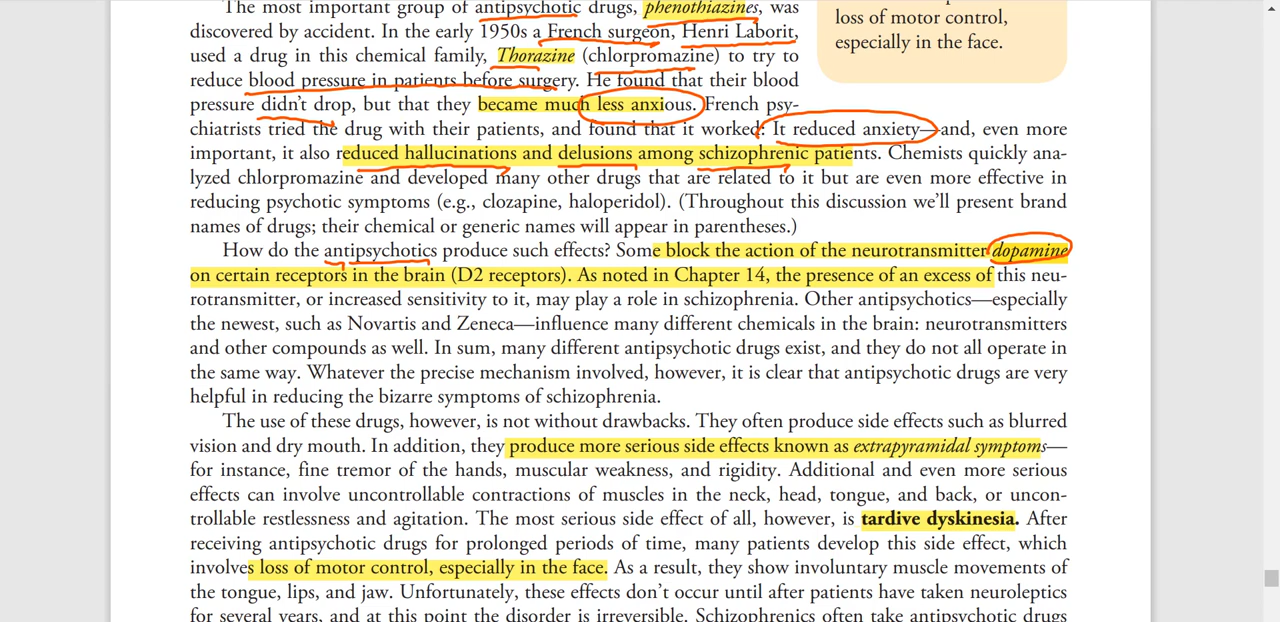 The most important group of antipsychotic drugs, phenothiazines, was
discovered by accident. In the early 1950s a French surgeon, Henri Laborit,
used a drug in this chemical family, Thorazine (chlorpromazine) to try to
reduce blood pressure in patients before surgery. He found that their blood
pressure didn't drop, but that they became much less anxious. French psy-
chiatrists tried the drug with their patients, and found that it worked: It reduced anxiety—and, even more
important, it also reduced hallucinations and delusions among schizophrenic patients. Chemists quickly ana-
lyzed chlorpromazine and developed many other drugs that are related to it but are even more effective in
reducing psychotic symptoms (e.g., clozapine, haloperidol). (Throughout this discussion we'll present brand
names of drugs; their chemical or generic names will appear in parentheses.)
How do the antipsychotics produce such effects? Some block the action of the neurotransmitter dopamine
on certain receptors in the brain (D2 receptors). As noted in Chapter 14, the presence of an excess of this neu-
rotransmitter, or increased sensitivity to it, may play a role in schizophrenia. Other antipsychotics—especially
the newest, such as Novartis and Zeneca—influence many different chemicals in the brain: neurotransmitters
and other compounds as well. In sum, many different antipsychotic drugs exist, and they do not all operate in
the same way. Whatever the precise mechanism involved, however, it is clear that antipsychotic drugs are very
helpful in reducing the bizarre symptoms of schizophrenia.
The use of these drugs, however, is not without drawbacks. They often produce side effects such as blurred
vision and dry mouth. In addition, they produce more serious side effects known as extrapyramidal symptoms—
for instance, fine tremor of the hands, muscular weakness, and rigidity. Additional and even more serious
effects can involve uncontrollable contractions of muscles in the neck, head, tongue, and back, or uncon-
trollable restlessness and agitation. The most serious side effect of all, however, is tardive dyskinesia. After
receiving antipsychotic drugs for prolonged periods of time, many patients develop this side effect, which
involves loss of motor control, especially in the face. As a result, they show involuntary muscle movements of
the tongue, lips, and jaw. Unfortunately, these effects don't occur until after patients have taken neuroleptics
for several years, and at this point the disorder is irreversible. Schizophrenics often take antipsychotic drugs
loss of motor control,
especially in the face.